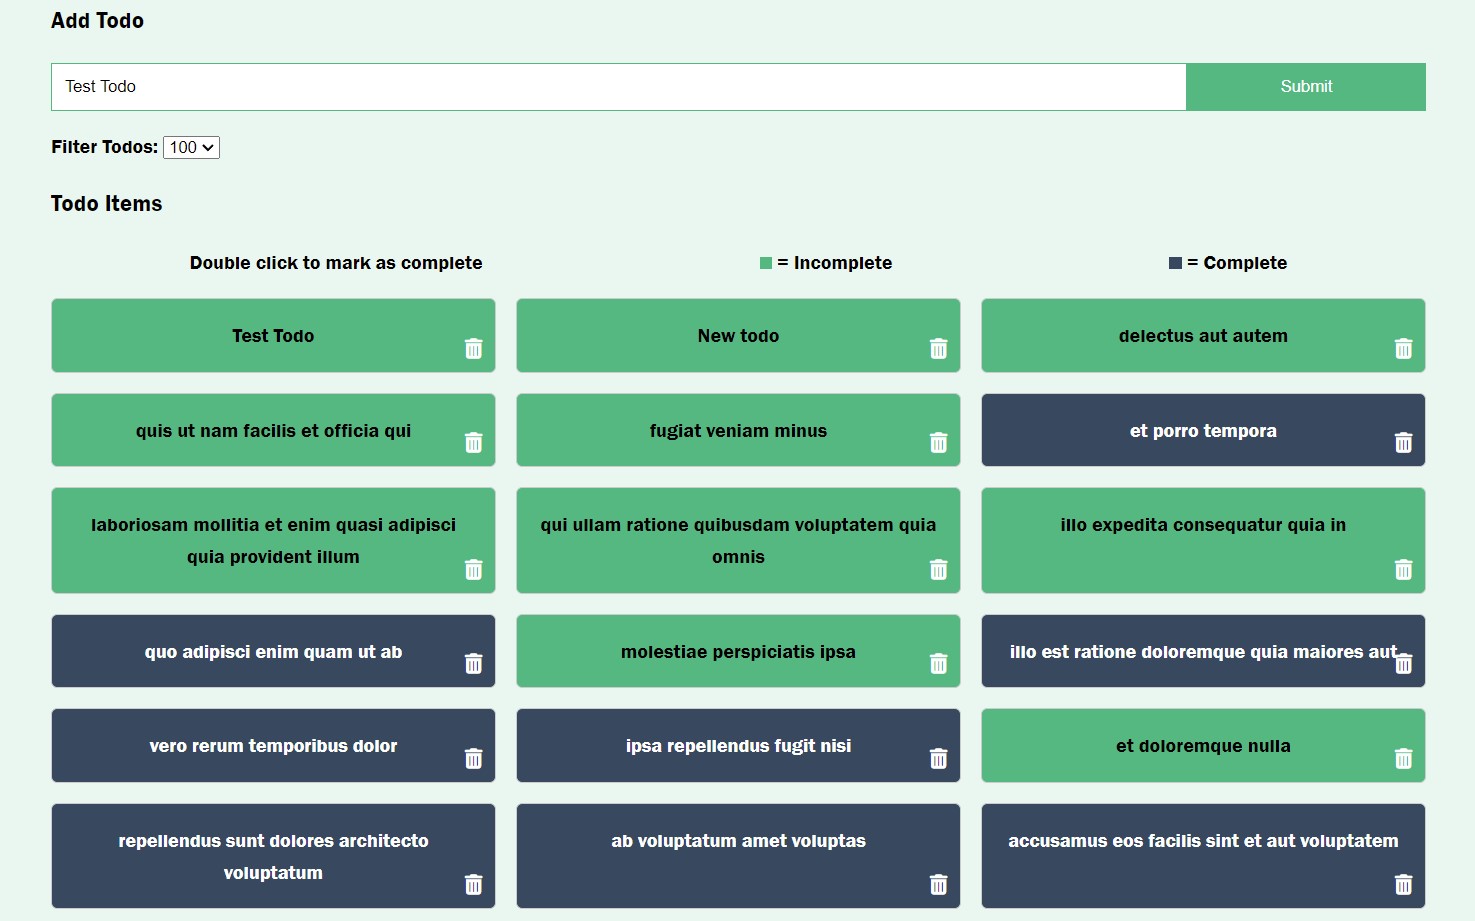 Add Todo
Test Todo
Submit
Filter Todos: 100
Todo Items
Double click to mark as complete
= Incomplete
= Complete
Test Todo
New todo
delectus aut autem
quis ut nam facilis et officia qui
fugiat veniam minus
et porro tempora
laboriosam mollitia et enim quasi adipisci
quia provident illum
qui ullam ratione quibusdam voluptatem quia
omnis
illo expedita consequatur quia in
quo adipisci enim quam ut ab
molestiae perspiciatis ipsa
illo est ratione doloremque quia maiores aut
vero rerum temporibus dolor
ipsa repellendus fugit nisi
et doloremque nulla
repellendus sunt dolores architecto
voluptatum
ab voluptatum amet voluptas
accusamus eos facilis sint et aut voluptatem